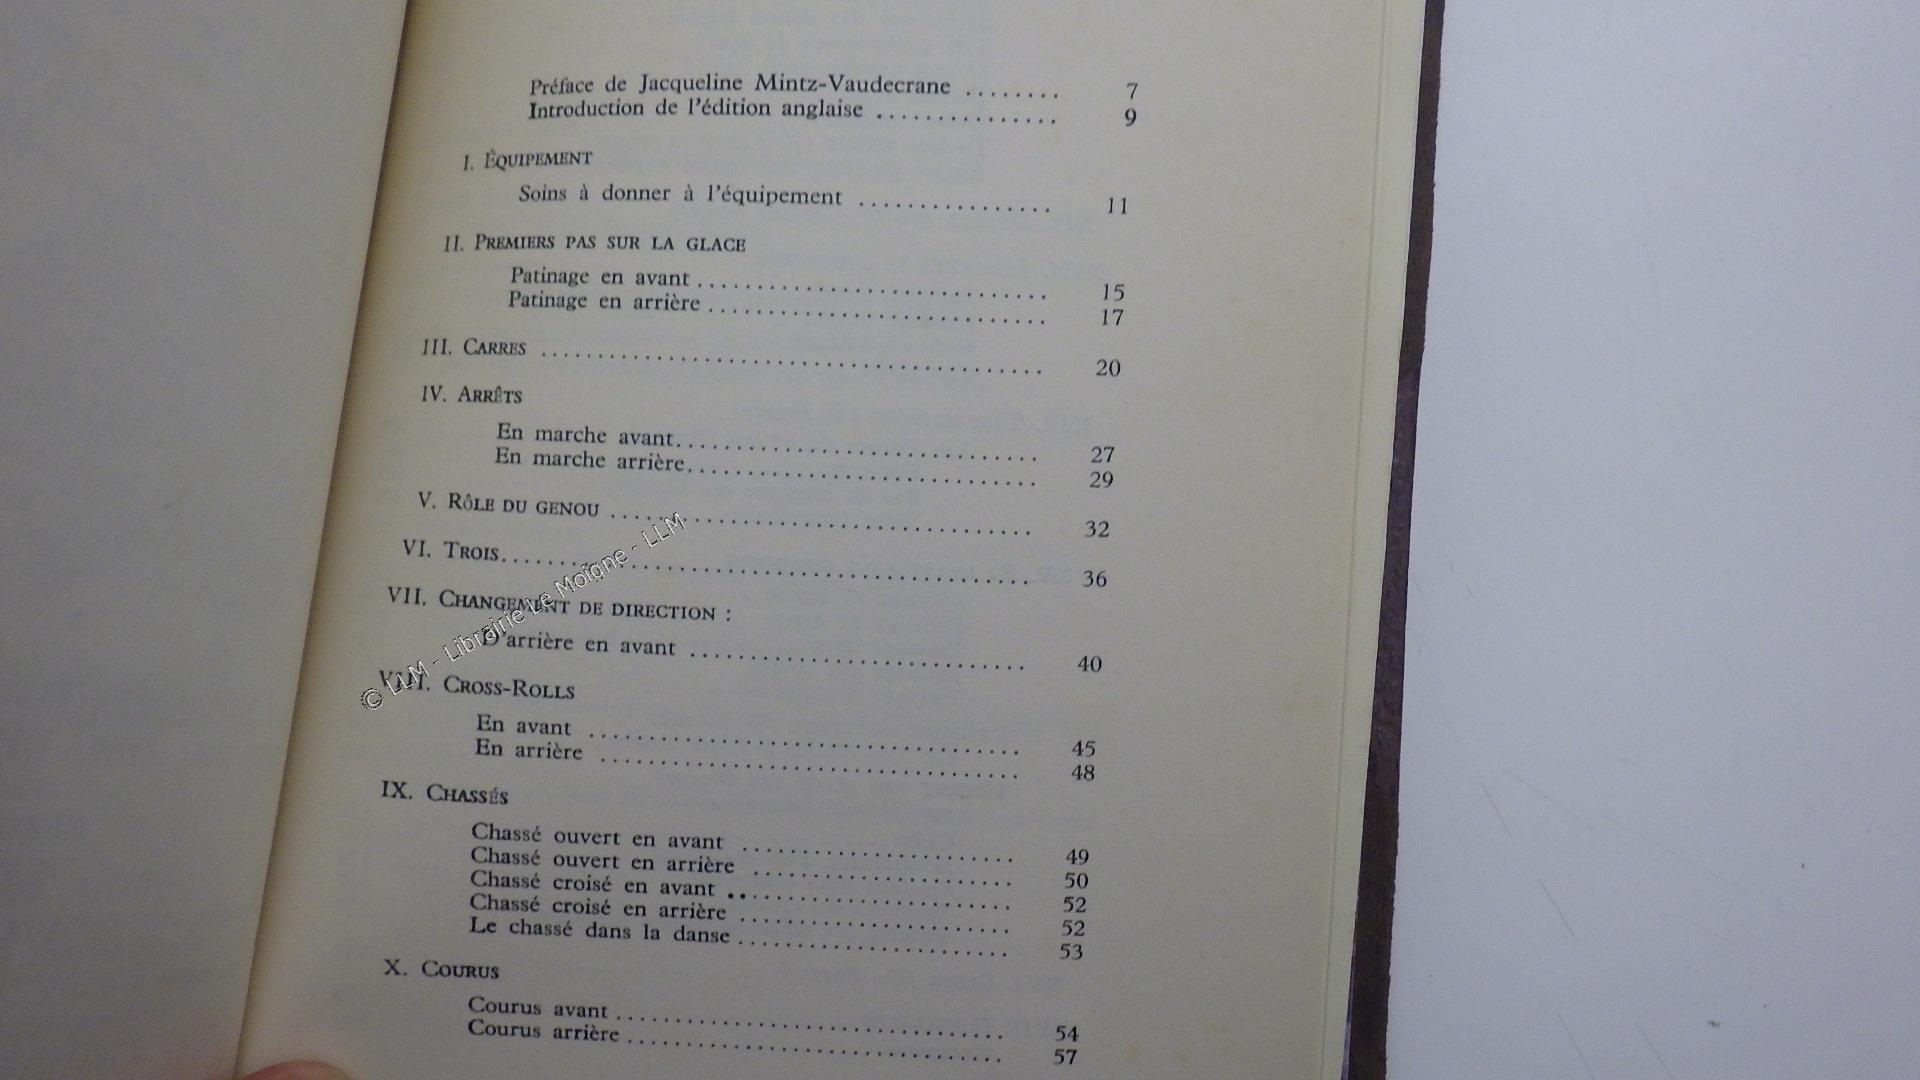 Préface de Jacqueline Mintz-Vaudecrane ........ 7
Introduction de l'édition anglaise ............... 9
I. ÉQUIPEMENT
Soins à donner à l'équipement ................ 11
II. PREMIERS PAS SUR LA GLACE
Patinage en avant ............................. 15
Patinage en arrière ............................ 17
III. CARRES .......................................... 20
IV. ARRÊTS
En marche avant.............................. 27
En marche arrière............................. 29
V. RÔLE DU GENOU ................................... 32
VI. TROIS............................................ 36
VII. CHANGEMENT DE DIRECTION :
D'arrière en avant ............................ 40
VIII. CROSS-ROLLS
En avant .................................... 45
En arrière ................................... 48
IX. CHASSÉS
Chassé ouvert en avant ....................... 49
Chassé ouvert en arrière ...................... 50
Chassé croisé en avant ........................ 52
Chassé croisé en arrière ....................... 52
Le chassé dans la danse ....................... 53
X. COURUS
Courus avant ................................. 54
Courus arrière ................................ 57
© LLM - Librairie Le Moigne - LLM